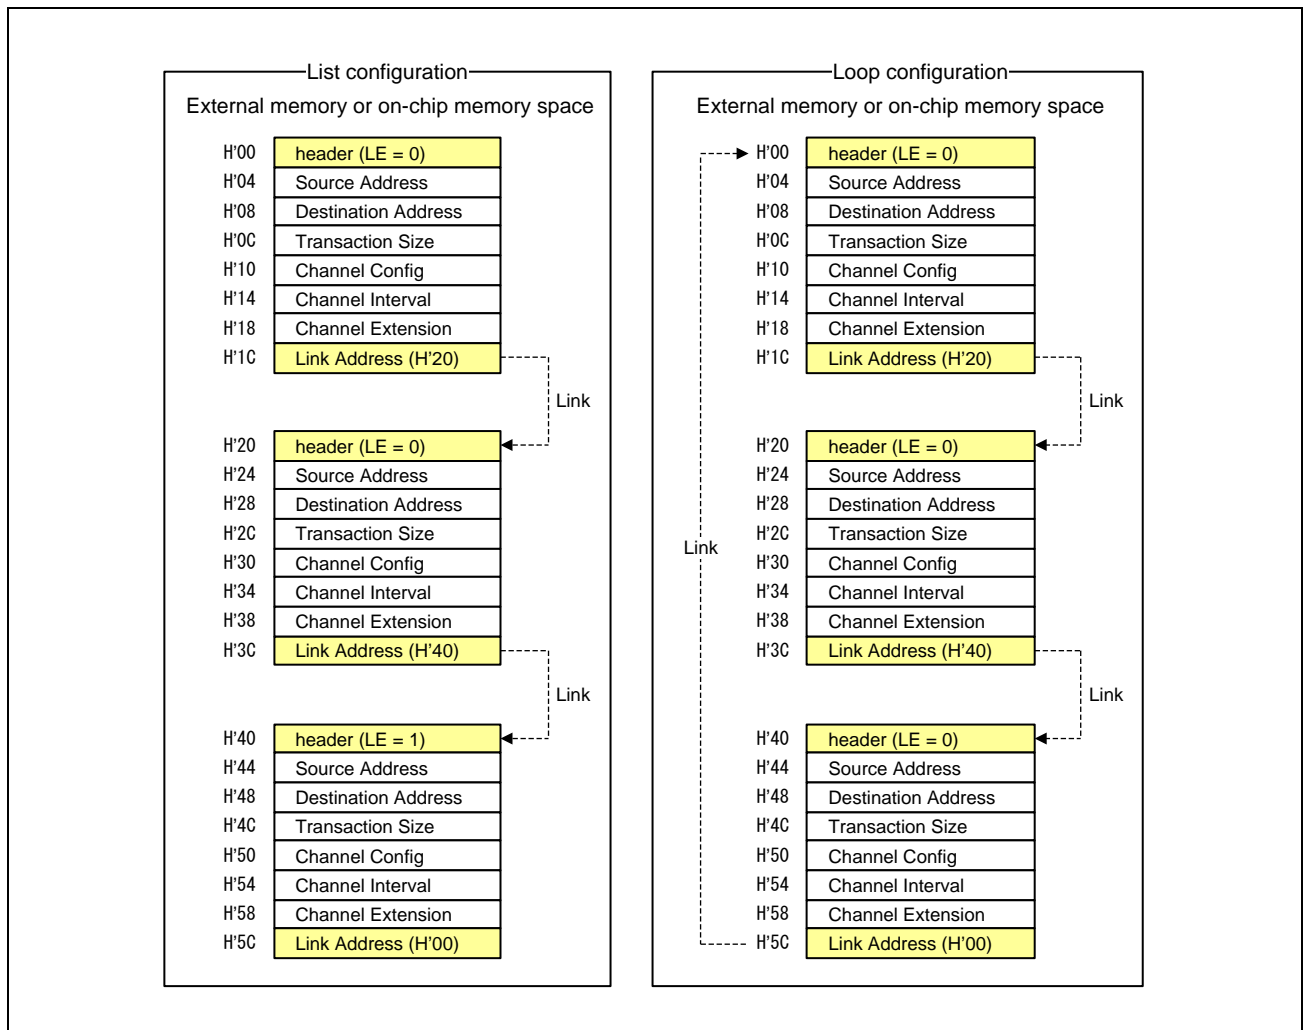 List configuration
External memory or on-chip memory space
H'00 header (LE = 0)
H'04 Source Address
H'08 Destination Address
H'0C Transaction Size
H'10 Channel Config
H'14 Channel Interval
H'18 Channel Extension
H'1C Link Address (H'20)
Link
H'20 header (LE = 0)
H'24 Source Address
H'28 Destination Address
H'2C Transaction Size
H'30 Channel Config
H'34 Channel Interval
H'38 Channel Extension
H'3C Link Address (H'40)
Link
H'40 header (LE = 1)
H'44 Source Address
H'48 Destination Address
H'4C Transaction Size
H'50 Channel Config
H'54 Channel Interval
H'58 Channel Extension
H'5C Link Address (H'00)
Loop configuration
External memory or on-chip memory space
H'00 header (LE = 0)
H'04 Source Address
H'08 Destination Address
H'0C Transaction Size
H'10 Channel Config
H'14 Channel Interval
H'18 Channel Extension
H'1C Link Address (H'20)
Link
H'20 header (LE = 0)
H'24 Source Address
H'28 Destination Address
H'2C Transaction Size
Link
H'30 Channel Config
H'34 Channel Interval
H'38 Channel Extension
H'3C Link Address (H'40)
Link
H'40 header (LE = 0)
H'44 Source Address
H'48 Destination Address
H'4C Transaction Size
H'50 Channel Config
H'54 Channel Interval
H'58 Channel Extension
H'5C Link Address (H'00)